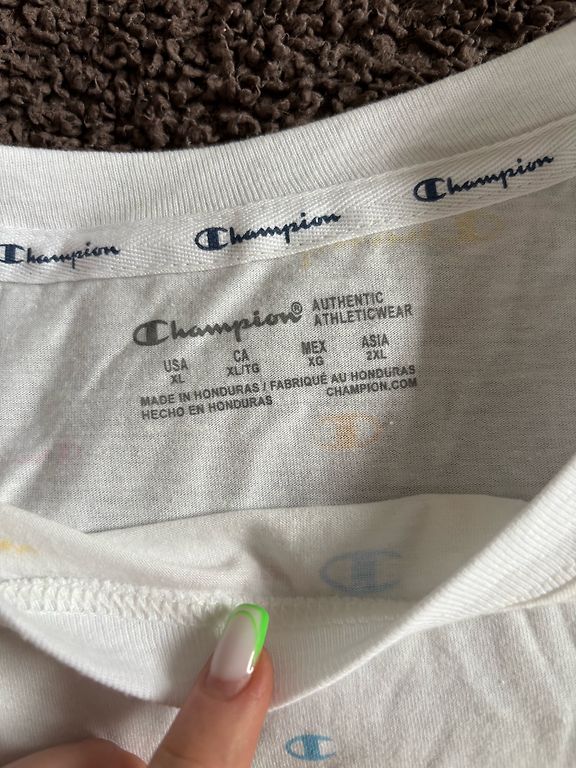 Champion
Champion
Champion
Champion® AUTHENTIC
ATHLETICWEAR
USA CA MEX ASIA
XL XL/TG XG 2XL
MADE IN HONDURAS / FABRIQUÉ AU HONDURAS
HECHO EN HONDURAS CHAMPION.COM